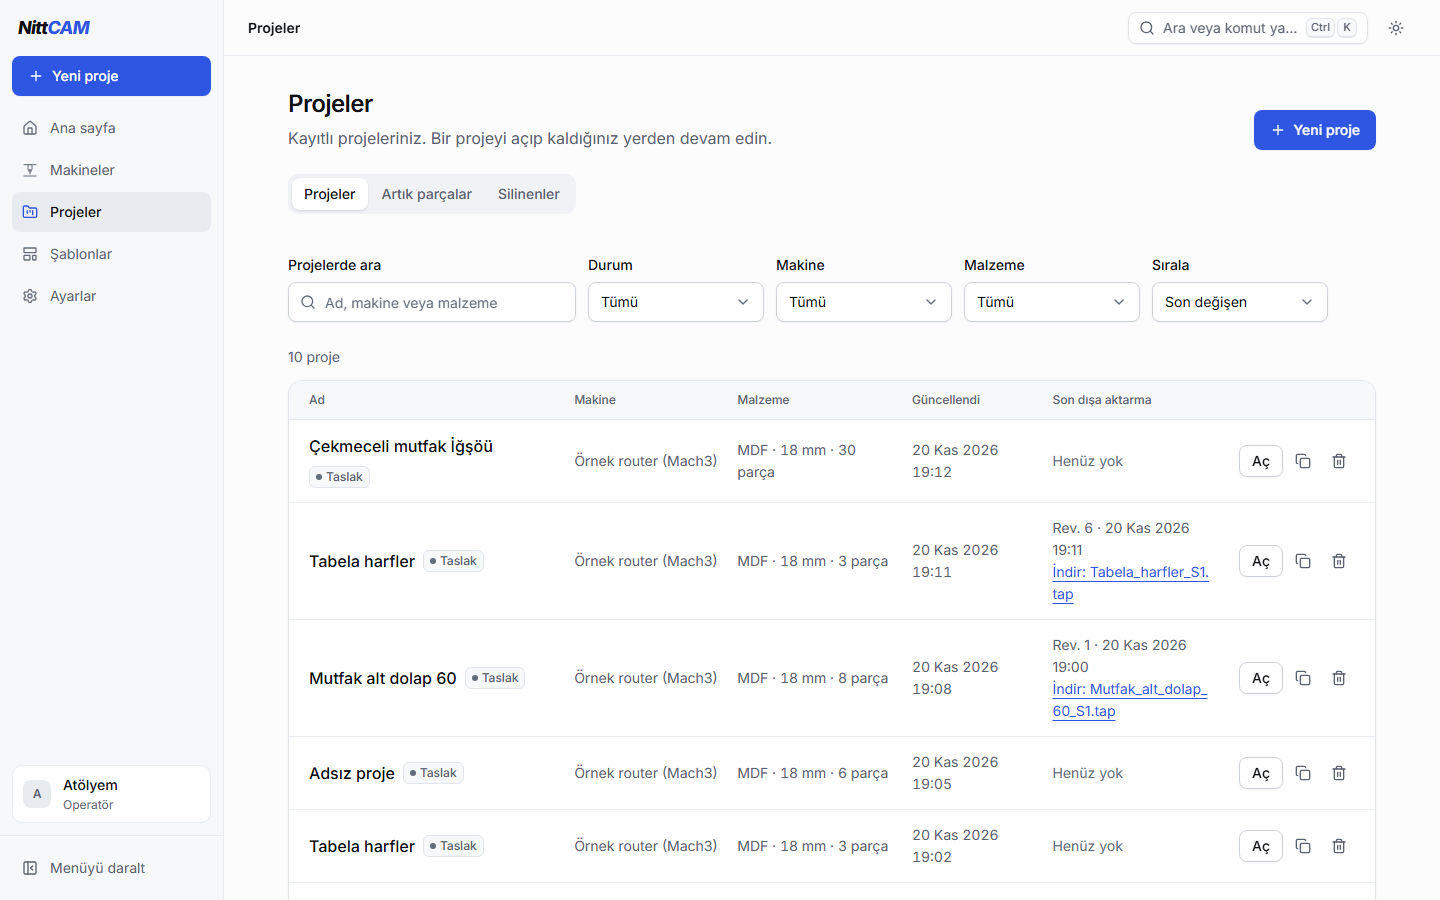 NittCAM
Yeni proje
Ana sayfa
Makineler
Projeler
Şablonlar
Ayarlar
Atölyem
A
Operatör
Menüyü daralt
Projeler
Ara veya komut ya...
Ctrl
K
Projeler
Kayıtlı projeleriniz. Bir projeyi açıp kaldığınız yerden devam edin.
Yeni proje
Projeler
Artık parçalar
Silinenler
Projelerde ara
Durum
Makine
Malzeme
Sırala
Ad, makine veya malzeme
Tümü
Tümü
Tümü
Son değişen
10 proje
Ad
Makine
Malzeme
Güncellendi
Son dışa aktarma
Çekmeceli mutfak İğşöü
Taslak
Örnek router (Mach3)
MDF · 18 mm · 30
parça
20 Kas 2026
19:12
Henüz yok
Aç
Tabela harfler
Taslak
Örnek router (Mach3)
MDF · 18 mm · 3 parça
20 Kas 2026
19:11
Rev. 6 · 20 Kas 2026
19:11
İndir: Tabela_harfler_S1.
tap
Aç
Mutfak alt dolap 60
Taslak
Örnek router (Mach3)
MDF · 18 mm · 8 parça
20 Kas 2026
19:08
Rev. 1 · 20 Kas 2026
19:00
İndir: Mutfak_alt_dolap_
60_S1.tap
Aç
Adsız proje
Taslak
Örnek router (Mach3)
MDF · 18 mm · 6 parça
20 Kas 2026
19:05
Henüz yok
Aç
Tabela harfler
Taslak
Örnek router (Mach3)
MDF · 18 mm · 3 parça
20 Kas 2026
19:02
Henüz yok
Aç